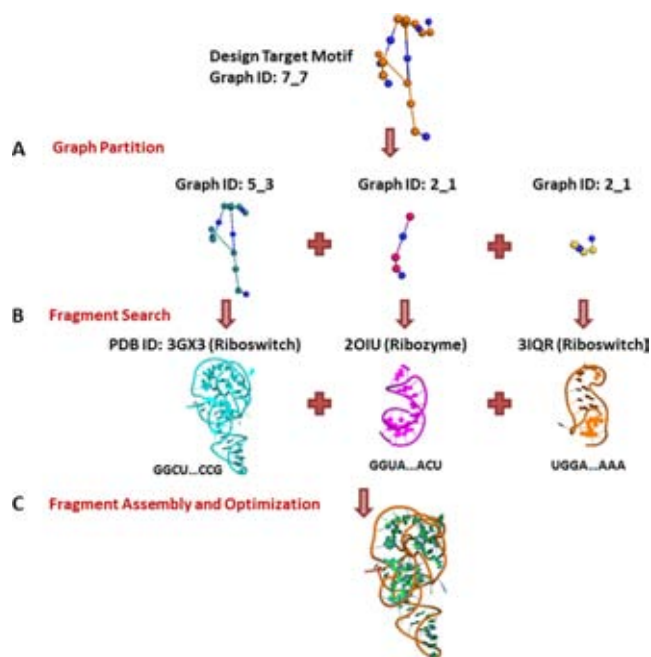 Design Target Motif
Graph ID: 7_7
A Graph Partition
Graph ID: 5_3 Graph ID: 2_1 Graph ID: 2_1
B Fragment Search
PDB ID: 3GX3 (Riboswitch) 2OIU (Ribozyme) 3IQR (Riboswitch)
GGCU...CCG GGUA...ACU UGGA...AAA
C Fragment Assembly and Optimization